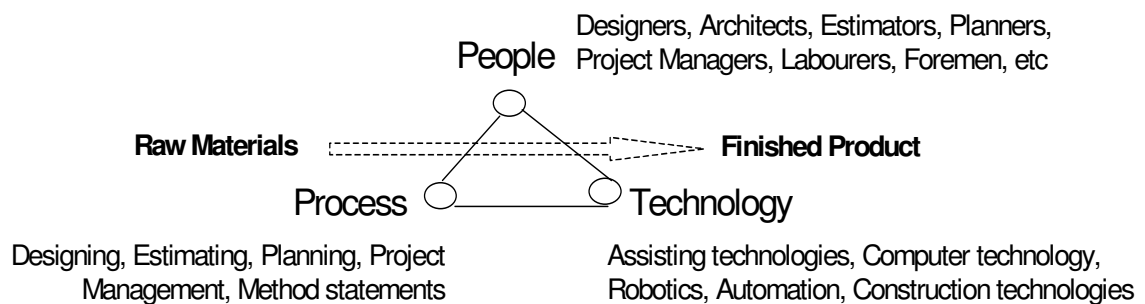 Designers, Architects, Estimators, Planners,
People Project Managers, Labourers, Foremen, etc
Raw Materials Finished Product
Process Technology
Designing, Estimating, Planning, Project
Management, Method statements
Assisting technologies, Computer technology,
Robotics, Automation, Construction technologies